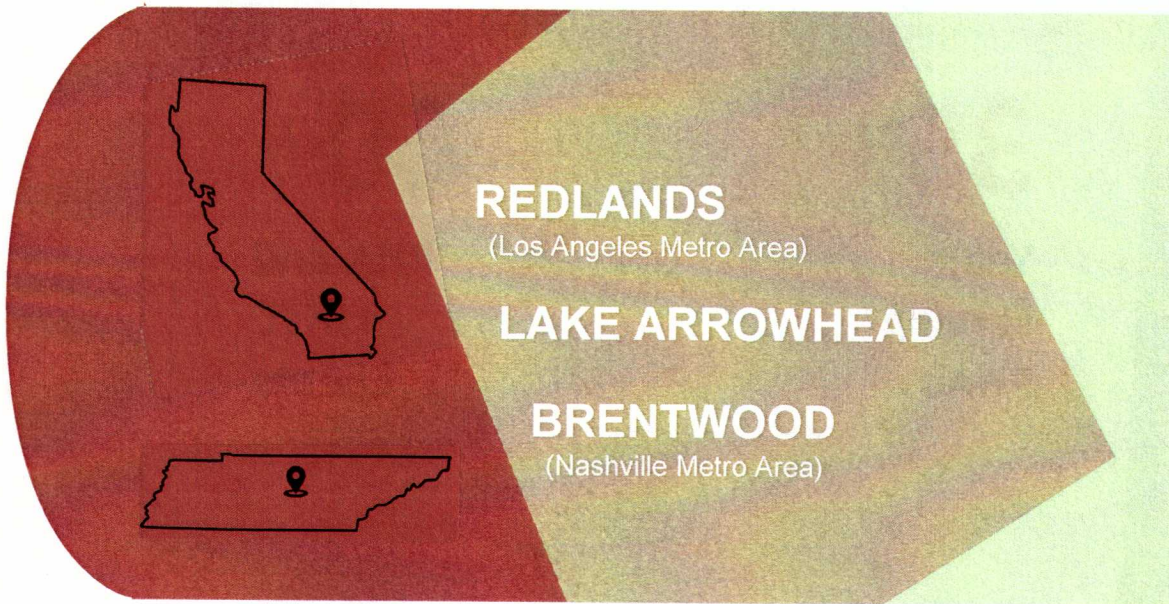 REDLANDS
(Los Angeles Metro Area)
LAKE ARROWHEAD
BRENTWOOD
(Nashville Metro Area)